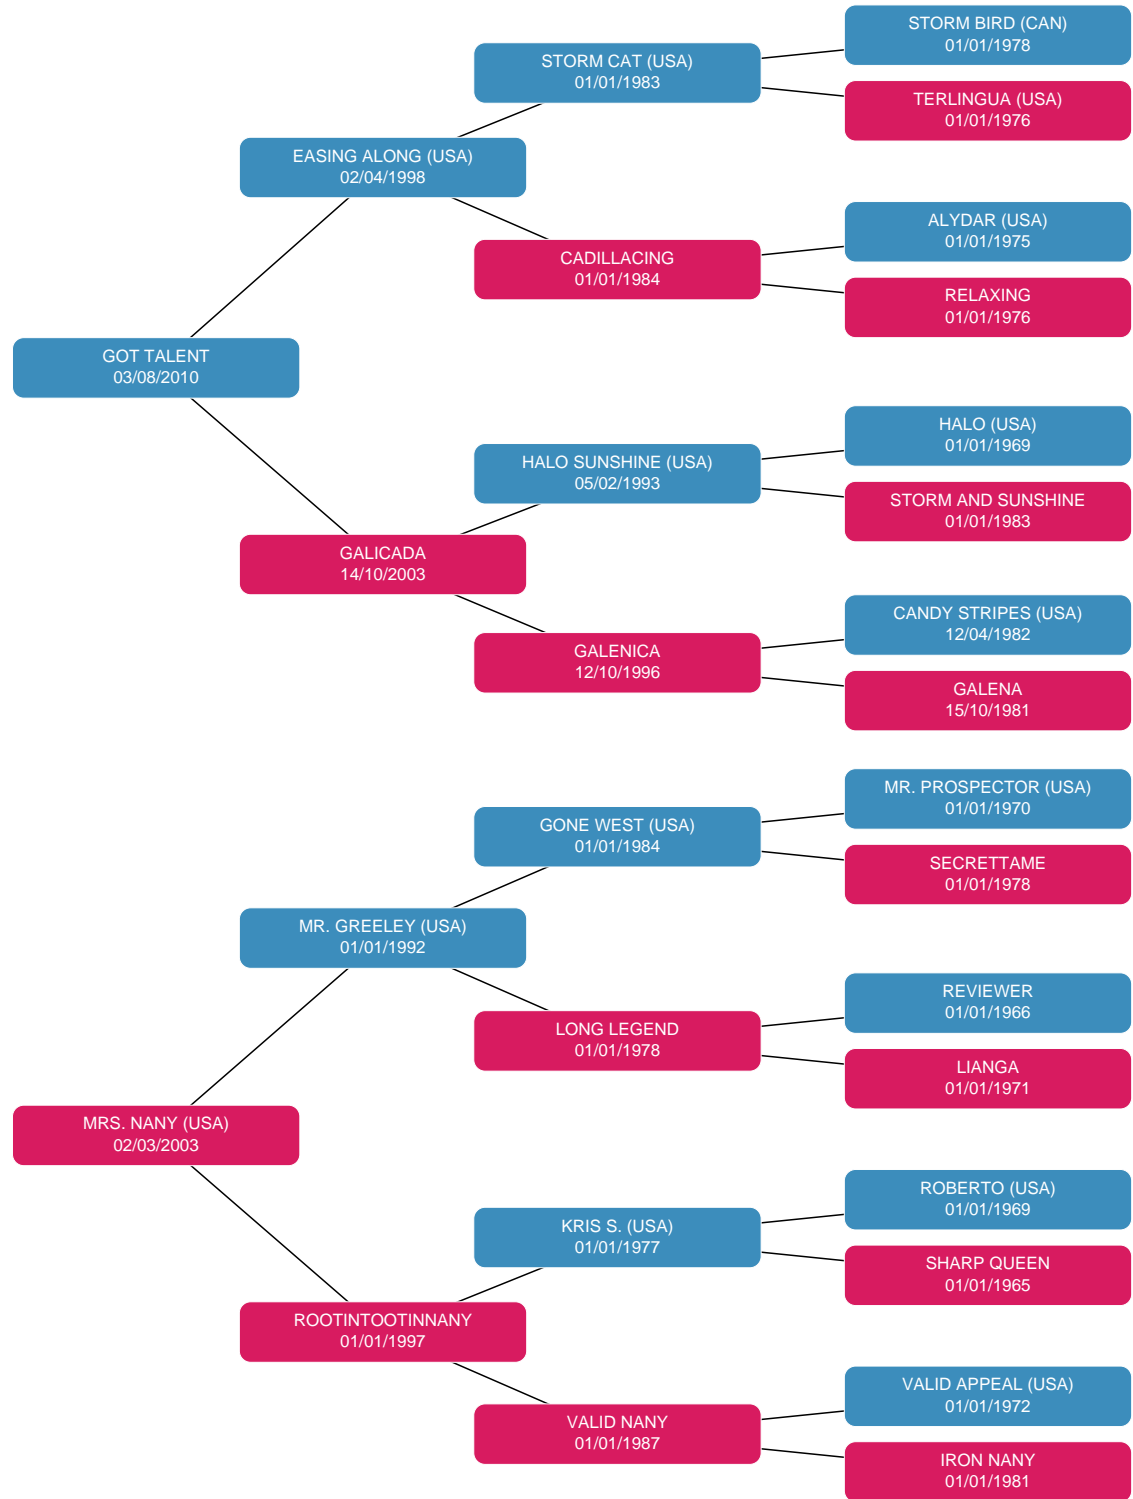 STORM BIRD (CAN)
01/01/1978
STORM CAT (USA)
01/01/1983
TERLINGUA (USA)
01/01/1976
EASING ALONG (USA)
02/04/1998
ALYDAR (USA)
01/01/1975
CADILLACING
01/01/1984
RELAXING
01/01/1976
GOT TALENT
03/08/2010
HALO (USA)
01/01/1969
HALO SUNSHINE (USA)
05/02/1993
STORM AND SUNSHINE
01/01/1983
GALICADA
14/10/2003
CANDY STRIPES (USA)
12/04/1982
GALENICA
12/10/1996
GALENA
15/10/1981
MR. PROSPECTOR (USA)
01/01/1970
GONE WEST (USA)
01/01/1984
SECRETTAME
01/01/1978
MR. GREELEY (USA)
01/01/1992
REVIEWER
01/01/1966
LONG LEGEND
01/01/1978
LIANGA
01/01/1971
MRS. NANY (USA)
02/03/2003
ROBERTO (USA)
01/01/1969
KRIS S. (USA)
01/01/1977
SHARP QUEEN
01/01/1965
ROOTINTOOTINNANY
01/01/1997
VALID APPEAL (USA)
01/01/1972
VALID NANY
01/01/1987
IRON NANY
01/01/1981